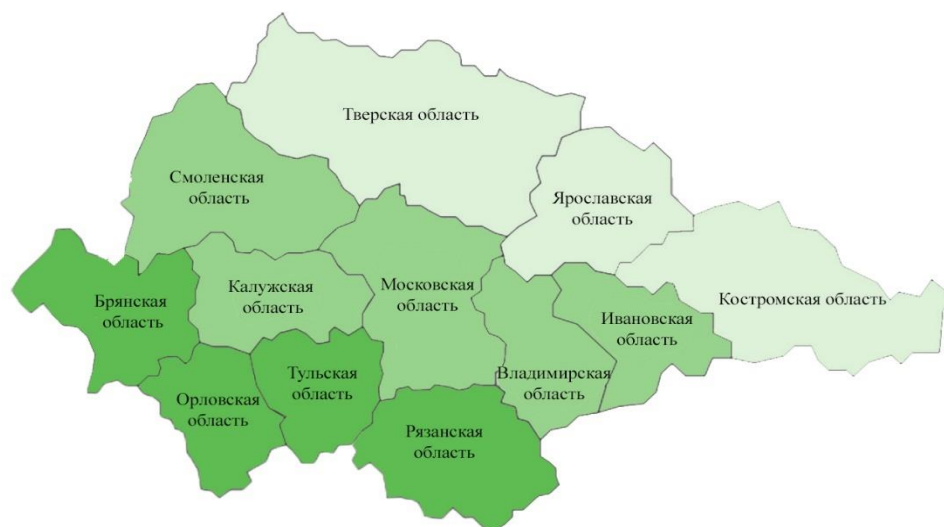 Тверская область
Смоленская
область
Ярославская
область
Брянская
область
Калужская
область
Московская
область
Ивановская
область
Костромская область
Владимирская
область
Орловская
область
Тульская
область
Рязанская
область